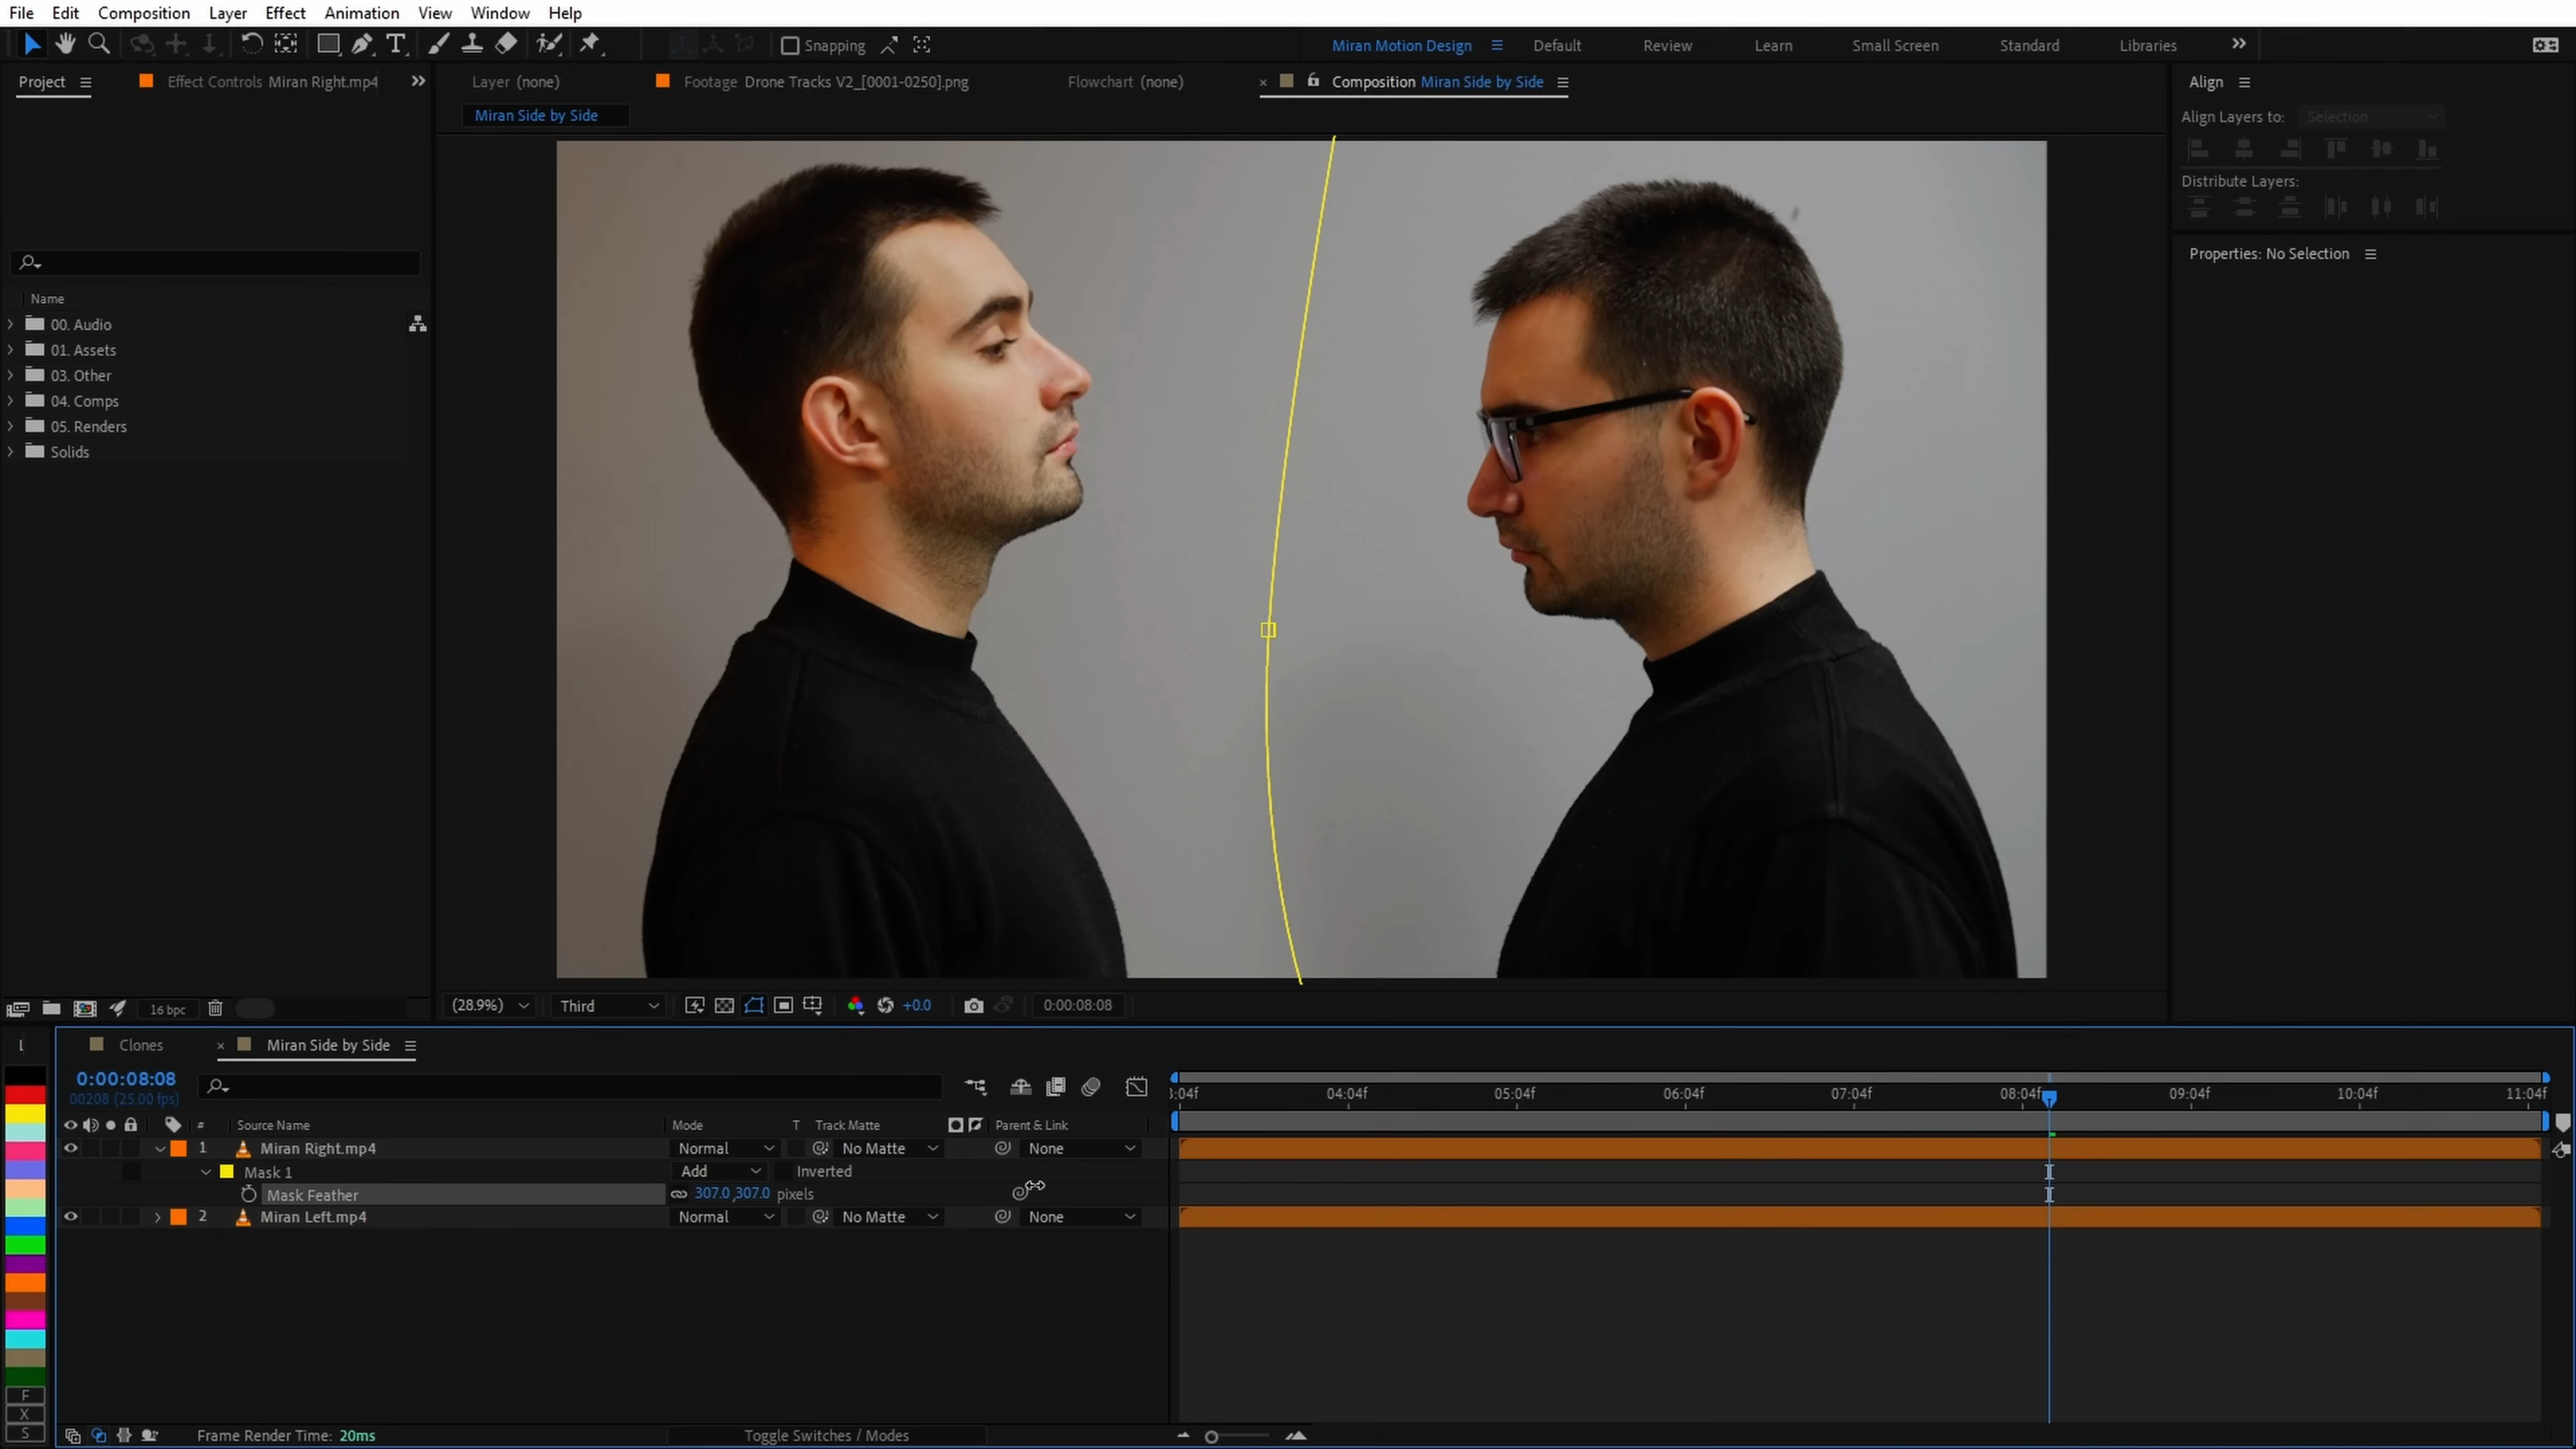 File Edit Composition Layer Effect Animation View Window Help
Snapping
Miran Motion Design Default Review Learn Small Screen Standard Libraries
Project Effect Controls Miran Right.mp4
Layer (none) Footage Drone Tracks V2_[0001-0250].png Flowchart (none) Composition Miran Side by Side
Align
Miran Side by Side
Align Layers to: Selection
Distribute Layers:
Properties: No Selection
Name
00. Audio
01. Assets
03. Other
04. Comps
05. Renders
Solids
16 bpc
(28.9%) Third +0.0 0:00:08:08
Clones Miran Side by Side
0:00:08:08
00208 (25.00 fps)
04:04f 05:04f 06:04f 07:04f 08:04f 09:04f 10:04f 11:04f
# Source Name Mode T Track Matte Parent & Link
1 Miran Right.mp4 Normal No Matte None
Mask 1 Add Inverted
Mask Feather 307.0,307.0 pixels
2 Miran Left.mp4 Normal No Matte None
F
X
S
Frame Render Time: 20ms Toggle Switches / Modes